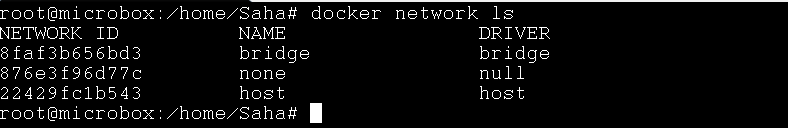 root@microbox:/home/Saha# docker network ls
NETWORK ID          NAME                DRIVER
8faf3b656bd3        bridge              bridge
876e3f96d77c        none                null
22429fc1b543        host                host
root@microbox:/home/Saha#